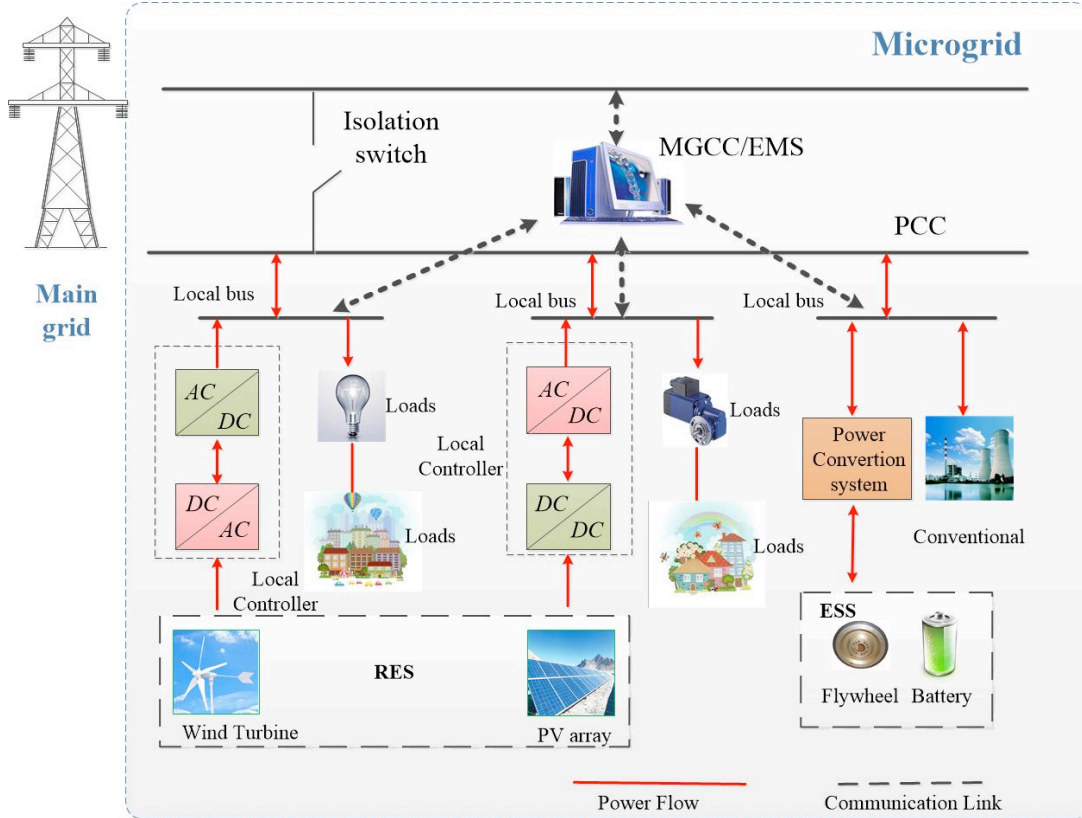 Microgrid
Isolation
switch
MGCC/EMS
PCC
Main
grid
Local bus
Local bus
Local bus
AC
DC
Loads
AC
DC
Loads
Local
Controller
Power
Convertion
system
DC
AC
Loads
DC
DC
Loads
Conventional
Local
Controller
RES
ESS
Flywheel
Battery
Wind Turbine
PV array
Power Flow
Communication Link